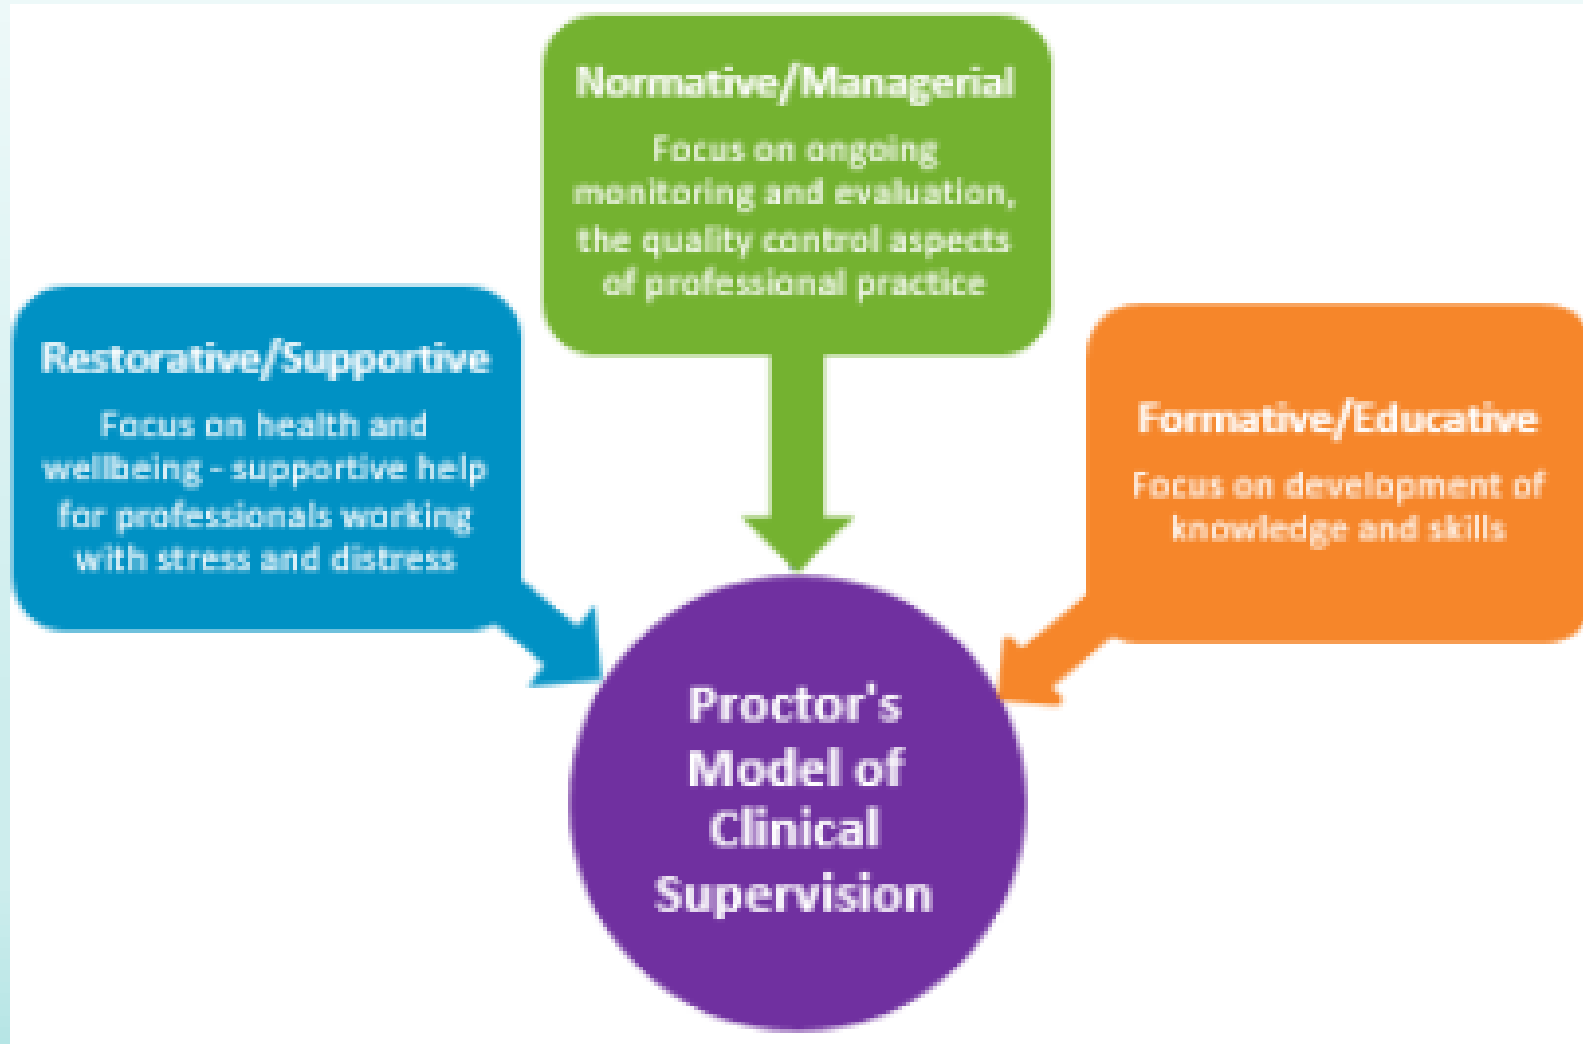 Normative/Managerial
Focus on ongoing
monitoring and evaluation,
the quality control aspects
of professional practice
Restorative/Supportive
Focus on health and
wellbeing - supportive help
for professionals working
with stress and distress
Formative/Educative
Focus on development of
knowledge and skills
Proctor's
Model of
Clinical
Supervision